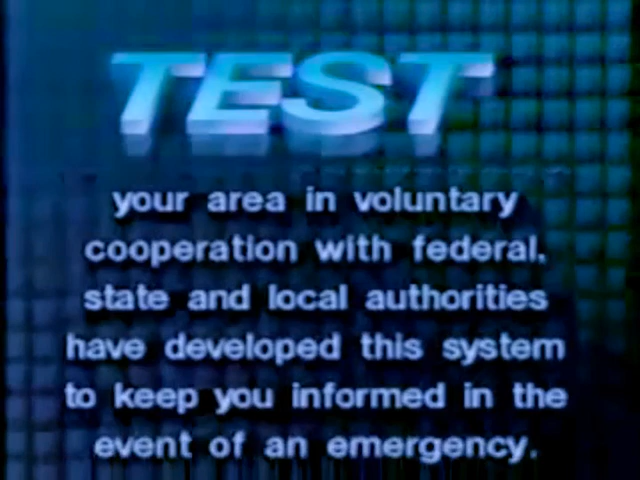 TEST
your area in voluntary
cooperation with federal,
state and local authorities
have developed this system
to keep you informed in the
event of an emergency.